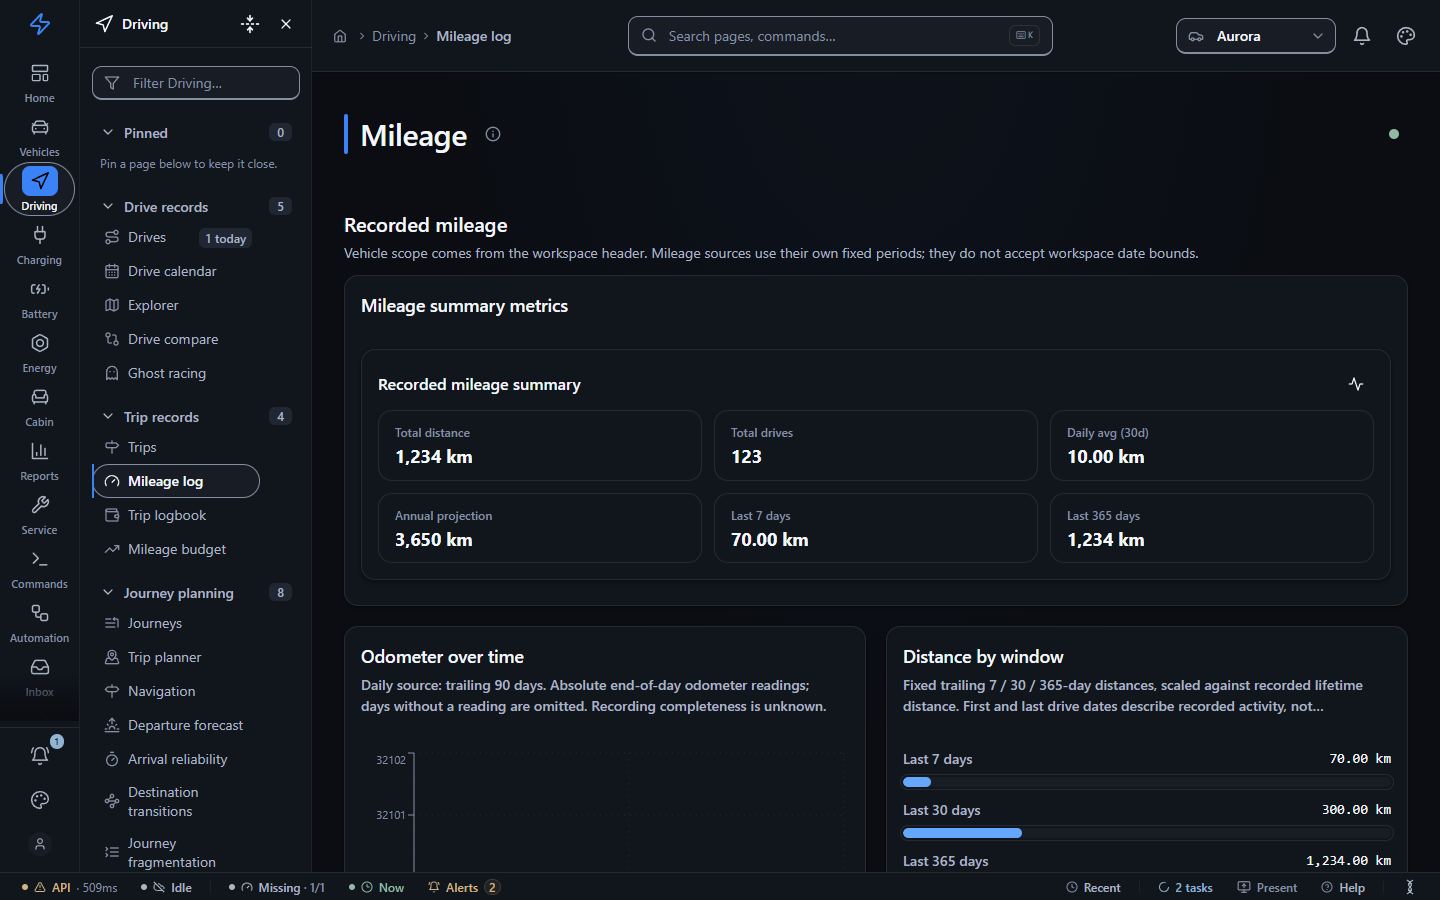 Home
Vehicles
Driving
Charging
Battery
Energy
Cabin
Reports
Service
Commands
Automation
Inbox
1
Driving
Filter Driving...
Pinned 0
Pin a page below to keep it close.
Drive records 5
Drives 1 today
Drive calendar
Explorer
Drive compare
Ghost racing
Trip records 4
Trips
Mileage log
Trip logbook
Mileage budget
Journey planning 8
Journeys
Trip planner
Navigation
Departure forecast
Arrival reliability
Destination
transitions
Journey
fragmentation
Driving
Mileage log
Search pages, commands...
K
Aurora
Mileage
Recorded mileage
Vehicle scope comes from the workspace header. Mileage sources use their own fixed periods; they do not accept workspace date bounds.
Mileage summary metrics
Recorded mileage summary
Total distance
1,234 km
Total drives
123
Daily avg (30d)
10.00 km
Annual projection
3,650 km
Last 7 days
70.00 km
Last 365 days
1,234 km
Odometer over time
Daily source: trailing 90 days. Absolute end-of-day odometer readings;
days without a reading are omitted. Recording completeness is unknown.
32102
32101
Distance by window
Fixed trailing 7 / 30 / 365-day distances, scaled against recorded lifetime
distance. First and last drive dates describe recorded activity, not...
Last 7 days 70.00 km
Last 30 days 300.00 km
Last 365 days 1,234.00 km
API · 509ms
Idle
Missing · 1/1
Now
Alerts 2
Recent
2 tasks
Present
Help